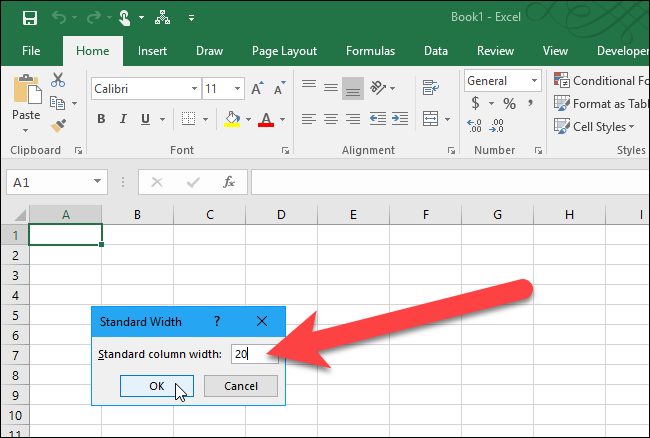 Book1 - Excel
File Home Insert Draw Page Layout Formulas Data Review View Developer
Calibri 11 General Conditional Fo
Paste B I U A $ % , Format as Tabl
Cell Styles
Clipboard Font Alignment Number Styles
A1 fx
A B C D E F G H I
1
2
3
4
5
Standard Width ? ×
6
7
Standard column width: 20
8
OK Cancel
9
10
11